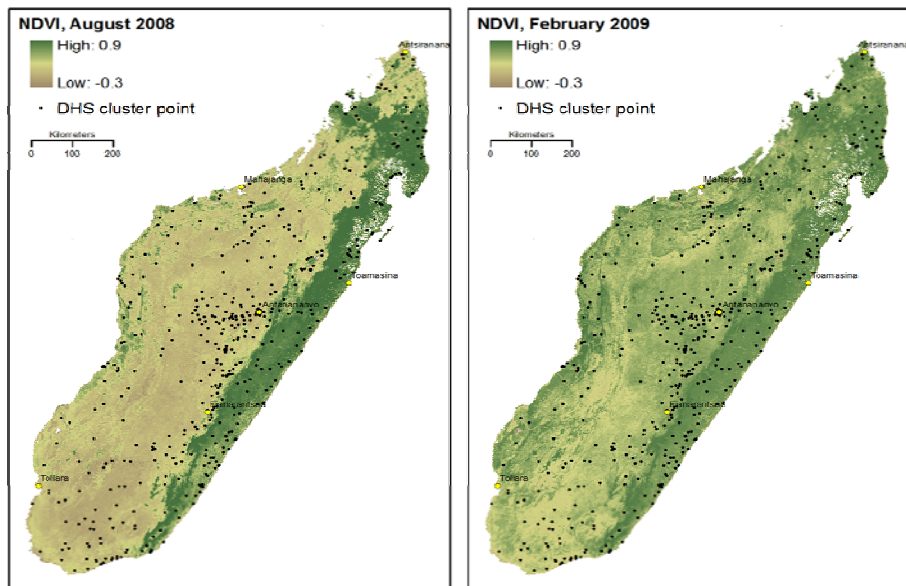 NDVI, August 2008
High: 0.9
Low: -0.3
DHS cluster point
Kilometers
0 100 200
Antsiranana
Mahajanga
Toamasina
Toliara
NDVI, February 2009
High: 0.9
Low: -0.3
DHS cluster point
Kilometers
0 100 200
Antsiranana
Mahajanga
Toamasina
Toliara